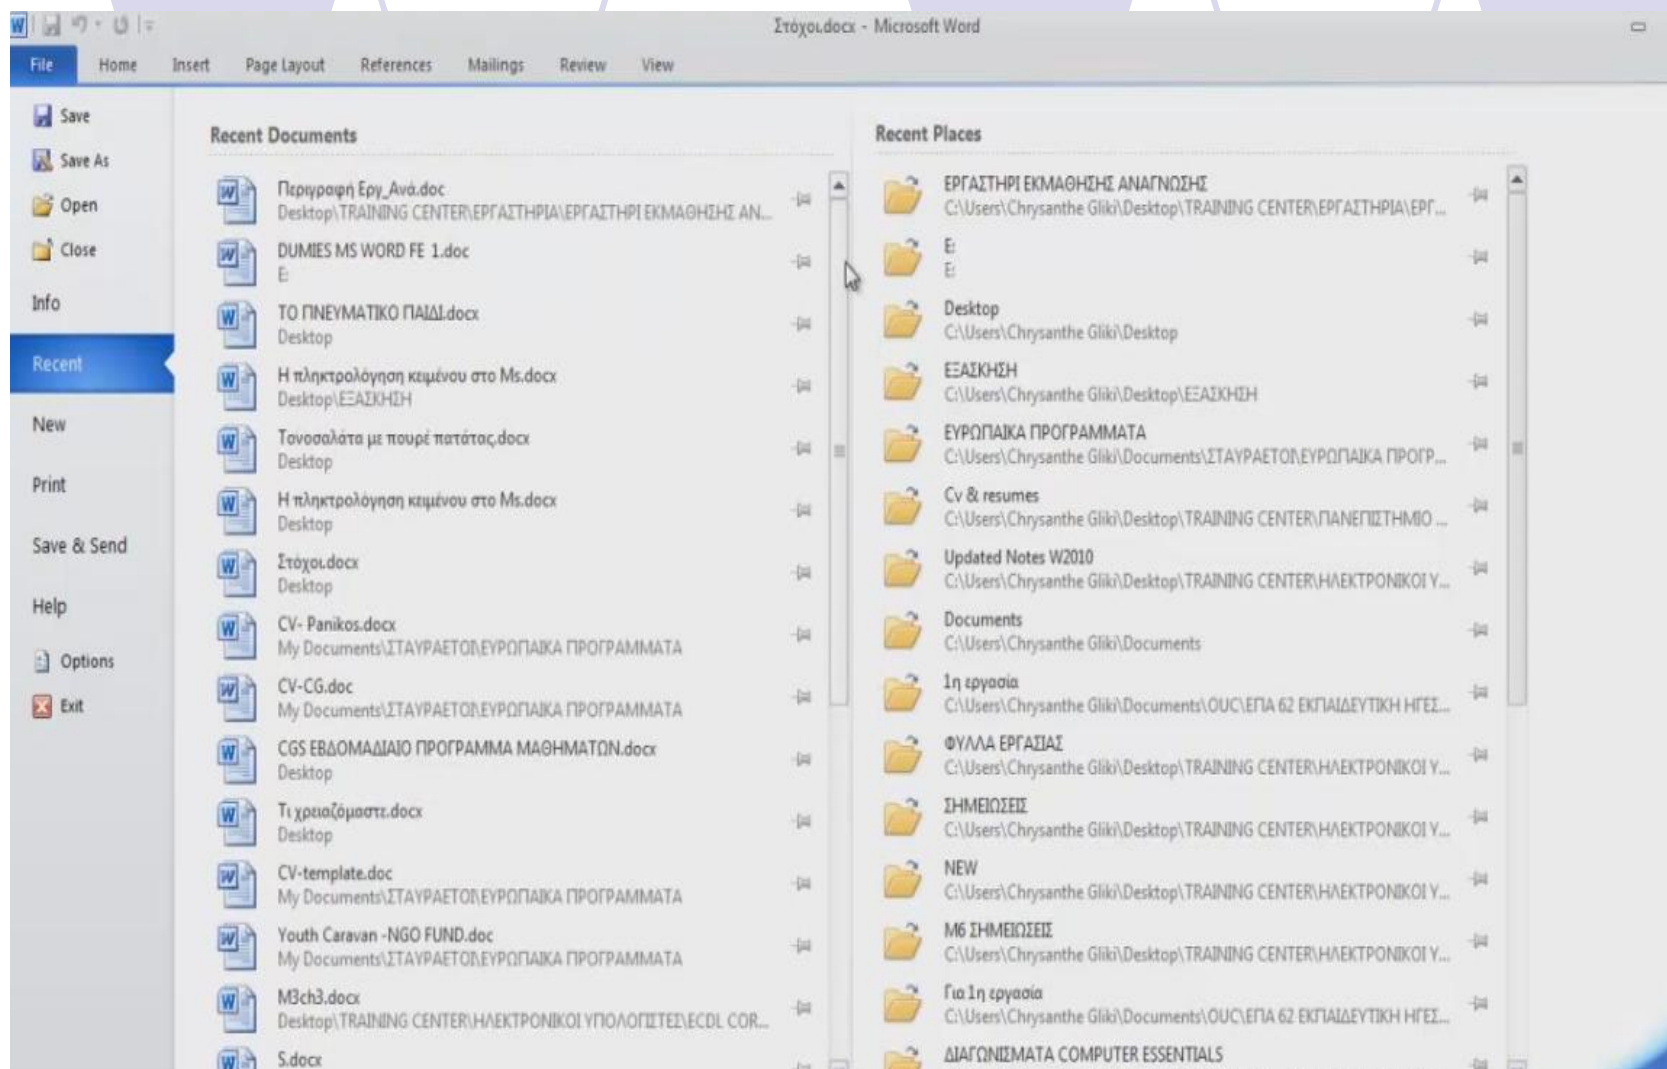 Στόχοι.docx - Microsoft Word
File Home Insert Page Layout References Mailings Review View
Save
Save As
Open
Close
Info
Recent
New
Print
Save & Send
Help
Options
Exit
Recent Documents
Περιγραφή Εργ_Ανά.doc
Desktop\TRAINING CENTER\ΕΡΓΑΣΤΗΡΙΑ\ΕΡΓΑΣΤΗΡΙ ΕΚΜΑΘΗΣΗΣ ΑΝ...
DUMIES MS WORD FE 1.doc
E:
ΤΟ ΠΝΕΥΜΑΤΙΚΟ ΠΑΙΔΙ.docx
Desktop
Η πληκτρολόγηση κειμένου στο Ms.docx
Desktop\ΕΞΑΣΚΗΣΗ
Τονοσαλάτα με πουρέ πατάτας.docx
Desktop
Η πληκτρολόγηση κειμένου στο Ms.docx
Desktop
Στόχοι.docx
Desktop
CV- Panikos.docx
My Documents\ΣΤΑΥΡΑΕΤΟΙ\ΕΥΡΩΠΑΙΚΑ ΠΡΟΓΡΑΜΜΑΤΑ
CV-CG.doc
My Documents\ΣΤΑΥΡΑΕΤΟΙ\ΕΥΡΩΠΑΙΚΑ ΠΡΟΓΡΑΜΜΑΤΑ
CGS ΕΒΔΟΜΑΔΙΑΙΟ ΠΡΟΓΡΑΜΜΑ ΜΑΘΗΜΑΤΩΝ.docx
Desktop
Τι χρειαζόμαστε.docx
Desktop
CV-template.doc
My Documents\ΣΤΑΥΡΑΕΤΟΙ\ΕΥΡΩΠΑΙΚΑ ΠΡΟΓΡΑΜΜΑΤΑ
Youth Caravan -NGO FUND.doc
My Documents\ΣΤΑΥΡΑΕΤΟΙ\ΕΥΡΩΠΑΙΚΑ ΠΡΟΓΡΑΜΜΑΤΑ
M3ch3.docx
Desktop\TRAINING CENTER\ΗΛΕΚΤΡΟΝΙΚΟΙ ΥΠΟΛΟΓΙΣΤΕΣ\ECDL COR...
S.docx
Recent Places
ΕΡΓΑΣΤΗΡΙ ΕΚΜΑΘΗΣΗΣ ΑΝΑΓΝΩΣΗΣ
C:\Users\Chrysanthe Gliki\Desktop\TRAINING CENTER\ΕΡΓΑΣΤΗΡΙΑ\ΕΡΓ...
E:
E:
Desktop
C:\Users\Chrysanthe Gliki\Desktop
ΕΞΑΣΚΗΣΗ
C:\Users\Chrysanthe Gliki\Desktop\ΕΞΑΣΚΗΣΗ
ΕΥΡΩΠΑΙΚΑ ΠΡΟΓΡΑΜΜΑΤΑ
C:\Users\Chrysanthe Gliki\Documents\ΣΤΑΥΡΑΕΤΟΙ\ΕΥΡΩΠΑΙΚΑ ΠΡΟΓΡ...
Cv & resumes
C:\Users\Chrysanthe Gliki\Desktop\TRAINING CENTER\ΠΑΝΕΠΙΣΤΗΜΙΟ ...
Updated Notes W2010
C:\Users\Chrysanthe Gliki\Desktop\TRAINING CENTER\ΗΛΕΚΤΡΟΝΙΚΟΙ Υ...
Documents
C:\Users\Chrysanthe Gliki\Documents
1η εργασία
C:\Users\Chrysanthe Gliki\Documents\OUC\ΕΠΑ 62 ΕΚΠΑΙΔΕΥΤΙΚΗ ΗΓΕΣ...
ΦΥΛΛΑ ΕΡΓΑΣΙΑΣ
C:\Users\Chrysanthe Gliki\Desktop\TRAINING CENTER\ΗΛΕΚΤΡΟΝΙΚΟΙ Υ...
ΣΗΜΕΙΩΣΕΙΣ
C:\Users\Chrysanthe Gliki\Desktop\TRAINING CENTER\ΗΛΕΚΤΡΟΝΙΚΟΙ Υ...
NEW
C:\Users\Chrysanthe Gliki\Desktop\TRAINING CENTER\ΗΛΕΚΤΡΟΝΙΚΟΙ Υ...
M6 ΣΗΜΕΙΩΣΕΙΣ
C:\Users\Chrysanthe Gliki\Desktop\TRAINING CENTER\ΗΛΕΚΤΡΟΝΙΚΟΙ Υ...
Για 1η εργασία
C:\Users\Chrysanthe Gliki\Documents\OUC\ΕΠΑ 62 ΕΚΠΑΙΔΕΥΤΙΚΗ ΗΓΕΣ...
ΔΙΑΓΩΝΙΣΜΑΤΑ COMPUTER ESSENTIALS